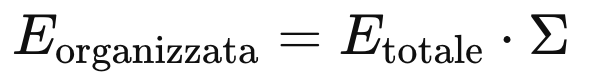 E_organizzata = E_totale · Σ